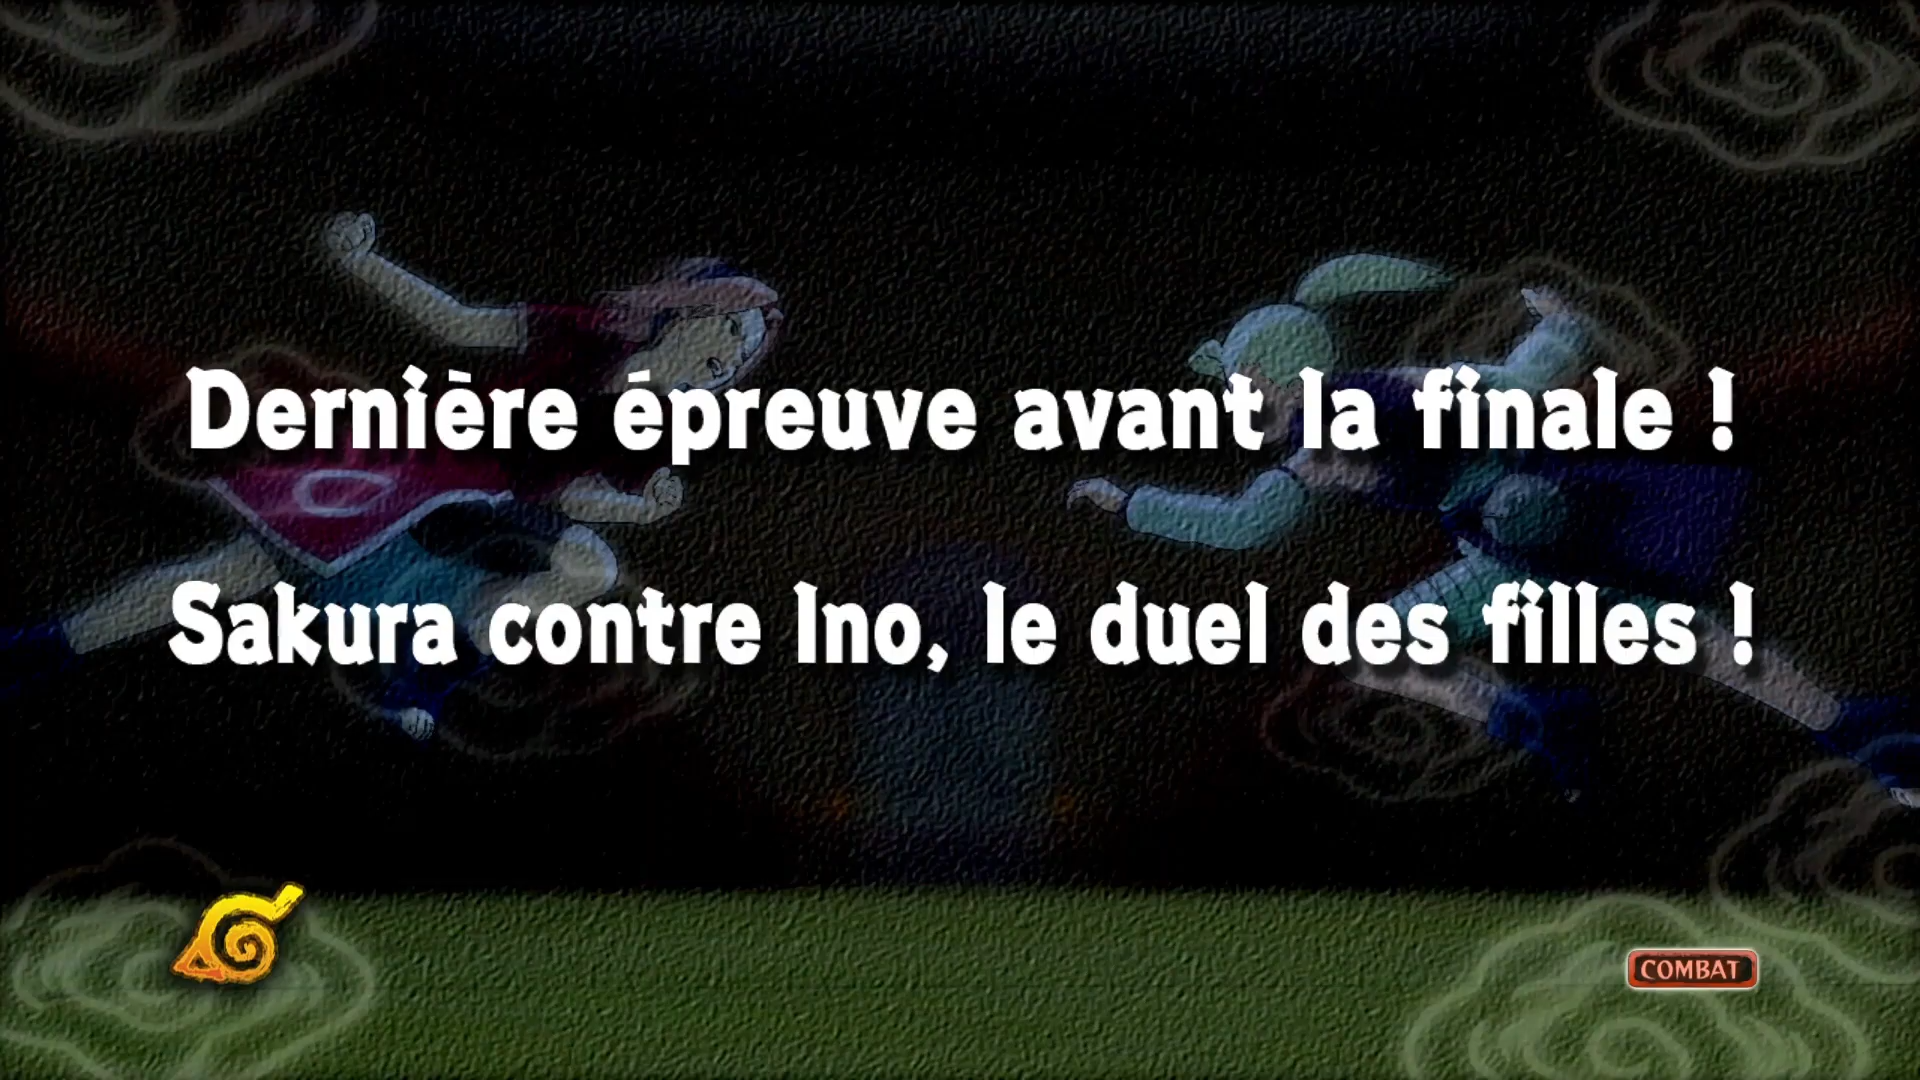 Dernière épreuve avant la finale !
Sakura contre Ino, le duel des filles !
COMBAT